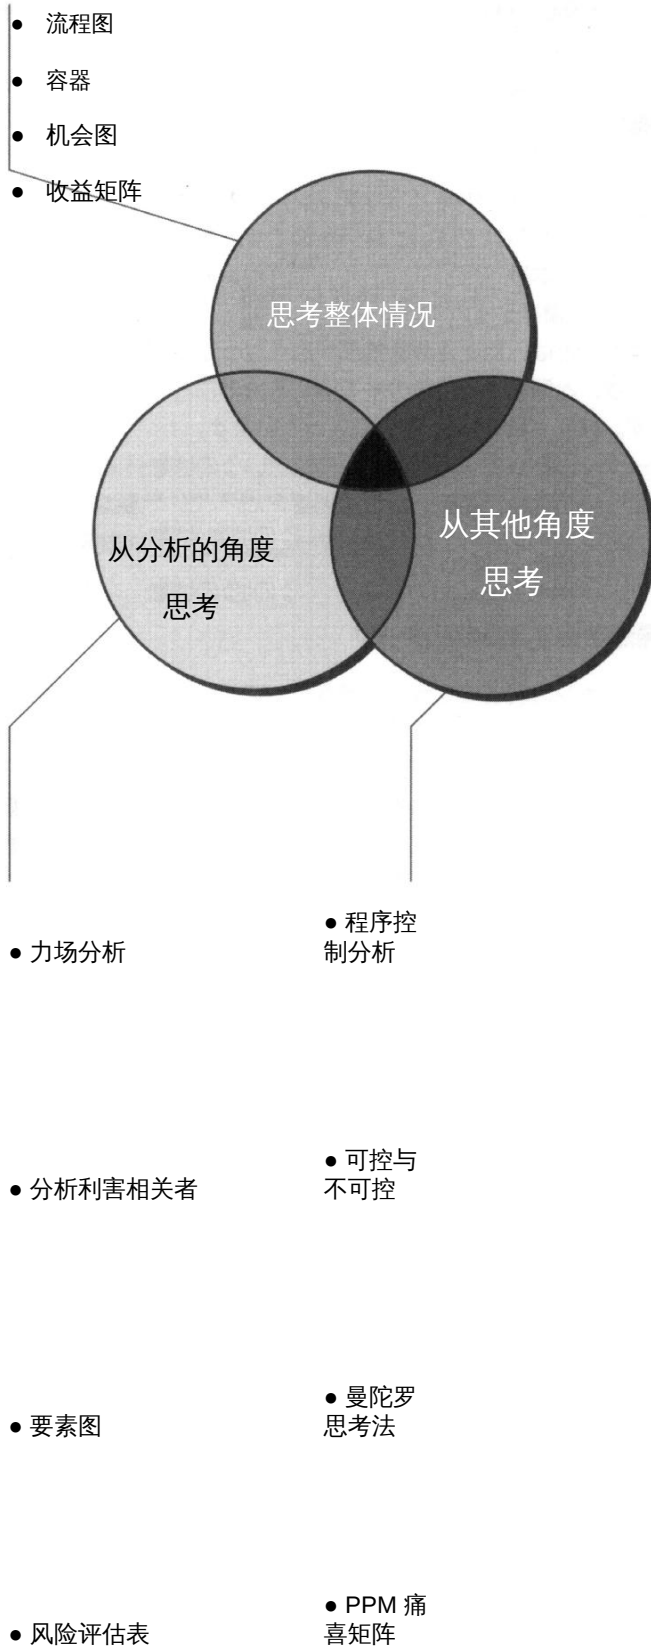 ● 流程图
● 容器
● 机会图
● 收益矩阵
思考整体情况
从分析的角度
思考
从其他角度
思考
● 力场分析
● 程序控
制分析
● 分析利害相关者
● 可控与
不可控
● 要素图
● 曼陀罗
思考法
● 风险评估表
● PPM 痛
喜矩阵